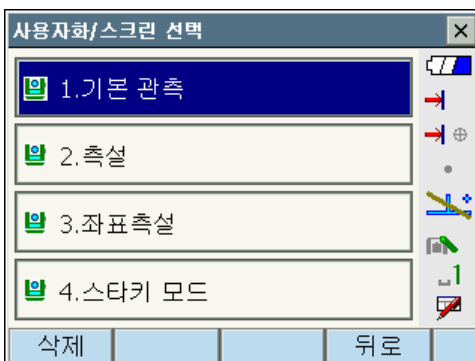 사용자화/스크린 선택
1.기본 관측
2.측설
3.좌표측설
4.스타키 모드
1
삭제 뒤로